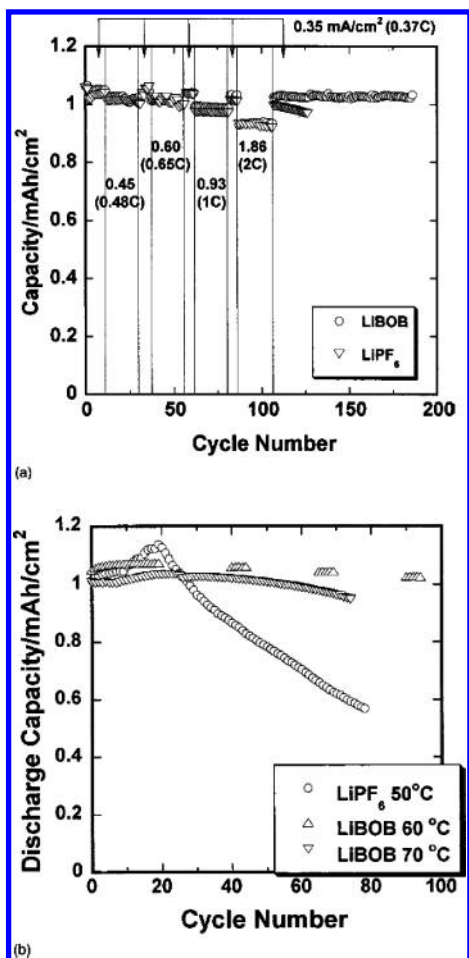 0.35 mA/cm² (0.37C)
1.2
1
0.8
0.6
0.4
0.2
0
Capacity/mAh/cm²
0.45
(0.48C)
0.60
(0.65C)
0.93
(1C)
1.86
(2C)
LiBOB
LiPF₆
0 50 100 150 200
Cycle Number
(a)
1.2
1
0.8
0.6
0.4
0.2
0
Discharge Capacity/mAh/cm²
LiPF₆ 50°C
LiBOB 60 °C
LiBOB 70 °C
0 20 40 60 80 100
Cycle Number
(b)